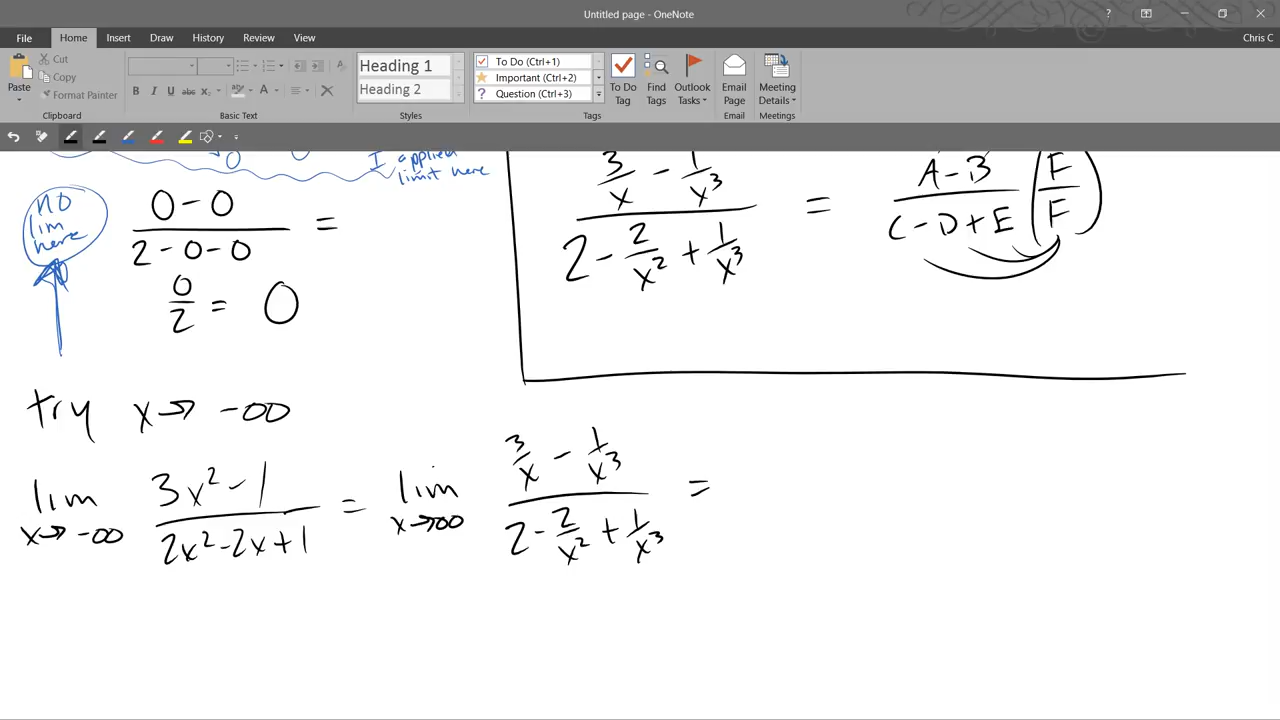 Untitled page - OneNote
File Home Insert Draw History Review View Chris C
Paste
Cut
Copy
Format Painter
Clipboard
B I U abc x₂ A
Basic Text
Heading 1
Heading 2
Styles
To Do (Ctrl+1)
Important (Ctrl+2)
Question (Ctrl+3)
Tags
To Do Tag
Find Tags
Outlook Tasks
Email Page
Email
Meeting Details
Meetings
I applied
limit here
no
lim
here
0 - 0 / 2 - 0 - 0 =
0/2 = 0
3/x - 1/x³ / 2 - 2/x² + 1/x³ = A - B / C - D + E (F/F)
try x → -∞
lim x→ -∞ 3x² - 1 / 2x² - 2x + 1 = lim x→∞ 3/x - 1/x³ / 2 - 2/x² + 1/x³ =